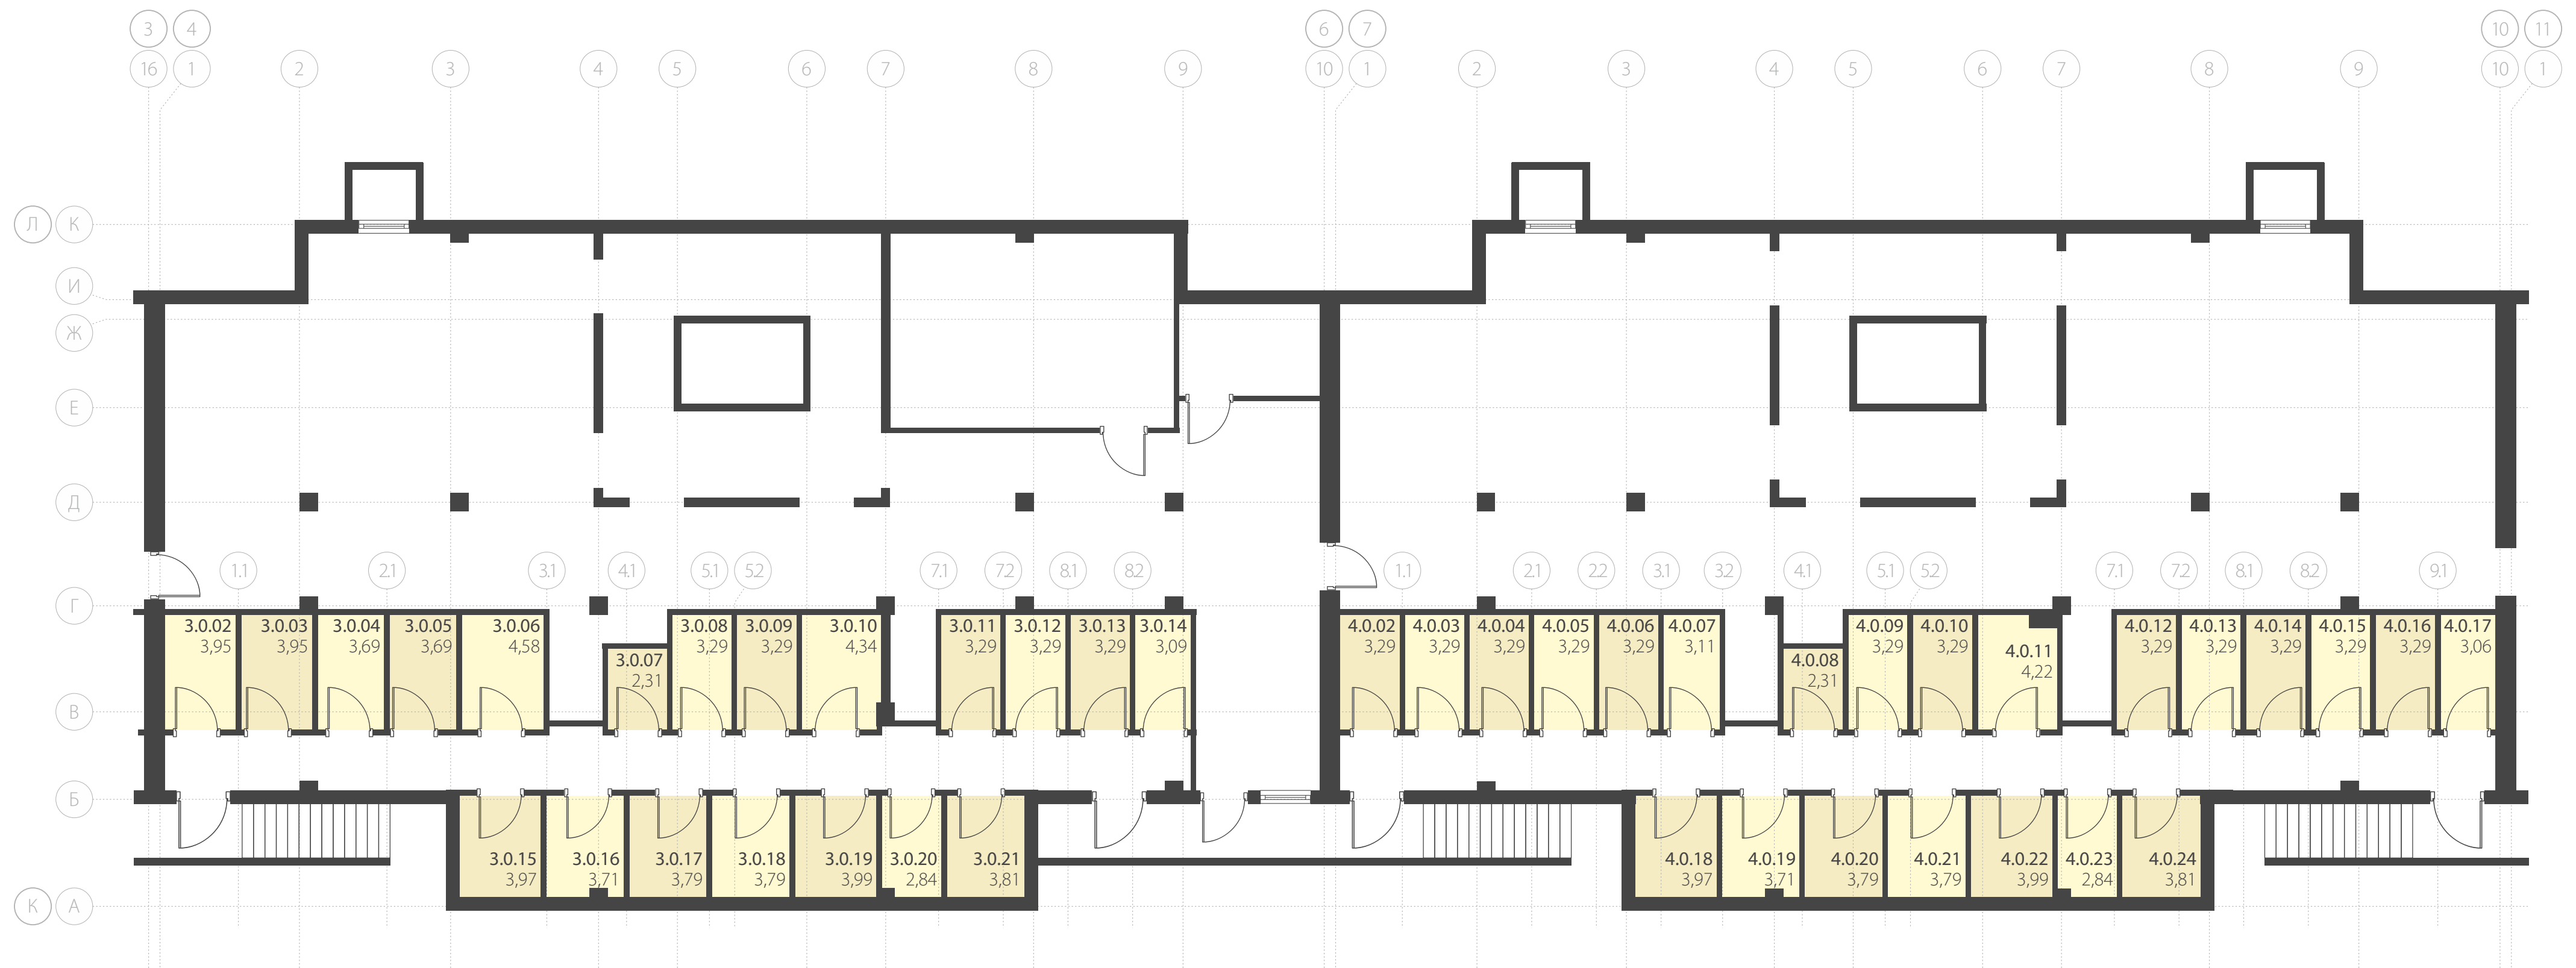 3 4 6 7 10 11
16 1 2 3 4 5 6 7 8 9 10 1 2 3 4 5 6 7 8 9 10 1
Л К
И
Ж
Е
Д
1.1 2.1 3.1 4.1 5.1 5.2 7.1 7.2 8.1 8.2 1.1 2.1 2.2 3.1 3.2 4.1 5.1 5.2 7.1 7.2 8.1 8.2 9.1
Г
3.0.02 3.0.03 3.0.04 3.0.05 3.0.06 3.0.08 3.0.09 3.0.10 3.0.11 3.0.12 3.0.13 3.0.14 4.0.02 4.0.03 4.0.04 4.0.05 4.0.06 4.0.07 4.0.09 4.0.10 4.0.12 4.0.13 4.0.14 4.0.15 4.0.16 4.0.17
3,95 3,95 3,69 3,69 4,58 3,29 3,29 4,34 3,29 3,29 3,29 3,09 3,29 3,29 3,29 3,29 3,29 3,11 3,29 3,29 3,29 3,29 3,29 3,29 3,29 3,06
3.0.07 4.0.08 4.0.11
2,31 2,31 4,22
В
Б
3.0.15 3.0.16 3.0.17 3.0.18 3.0.19 3.0.20 3.0.21 4.0.18 4.0.19 4.0.20 4.0.21 4.0.22 4.0.23 4.0.24
3,97 3,71 3,79 3,79 3,99 2,84 3,81 3,97 3,71 3,79 3,79 3,99 2,84 3,81
К А